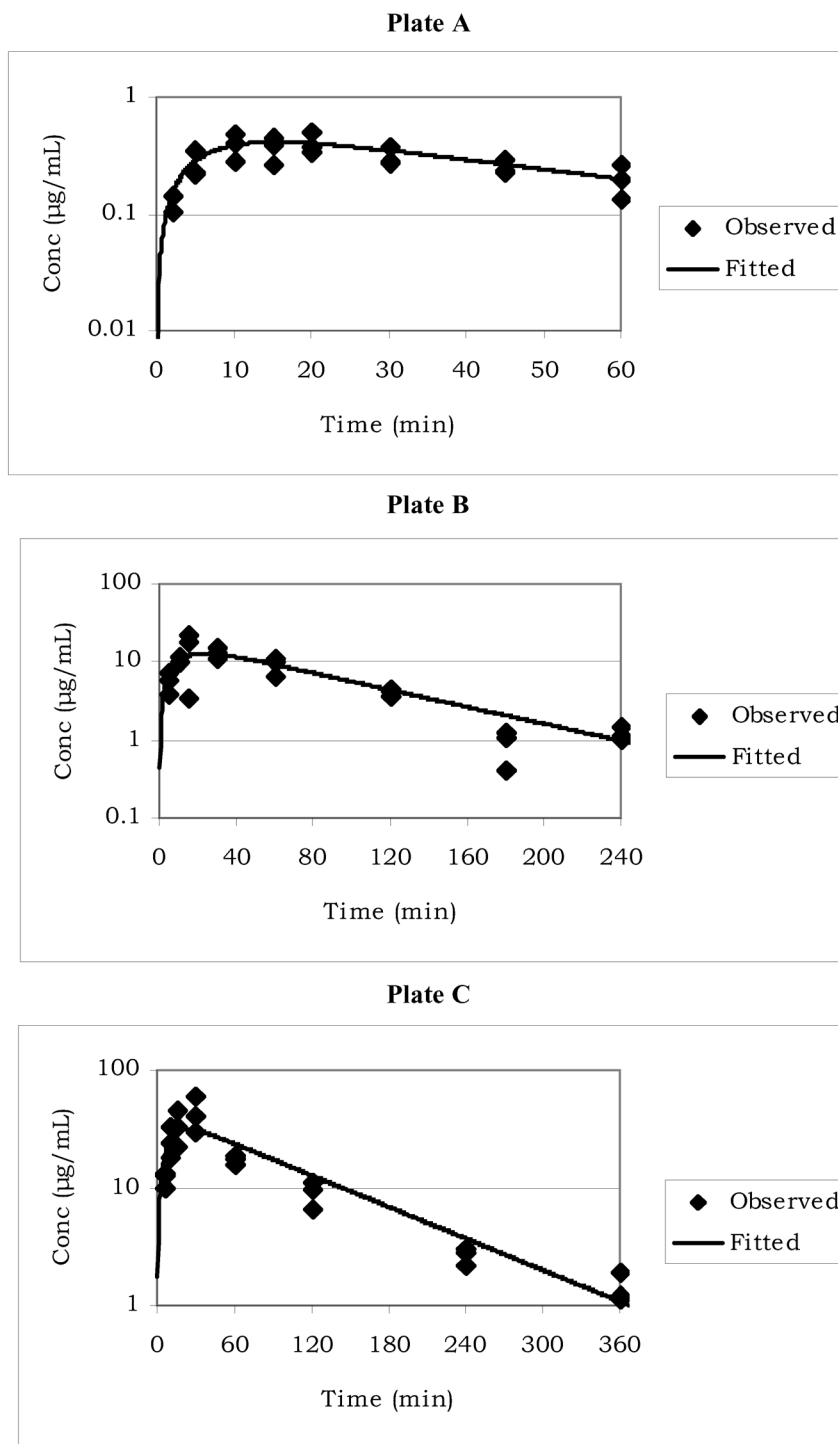 Plate A
1
0.1
0.01
Conc (µg/mL)
0 10 20 30 40 50 60
Time (min)
Observed
Fitted
Plate B
100
10
1
0.1
Conc (µg/mL)
0 40 80 120 160 200 240
Time (min)
Observed
Fitted
Plate C
100
10
1
Conc (µg/mL)
0 60 120 180 240 300 360
Time (min)
Observed
Fitted